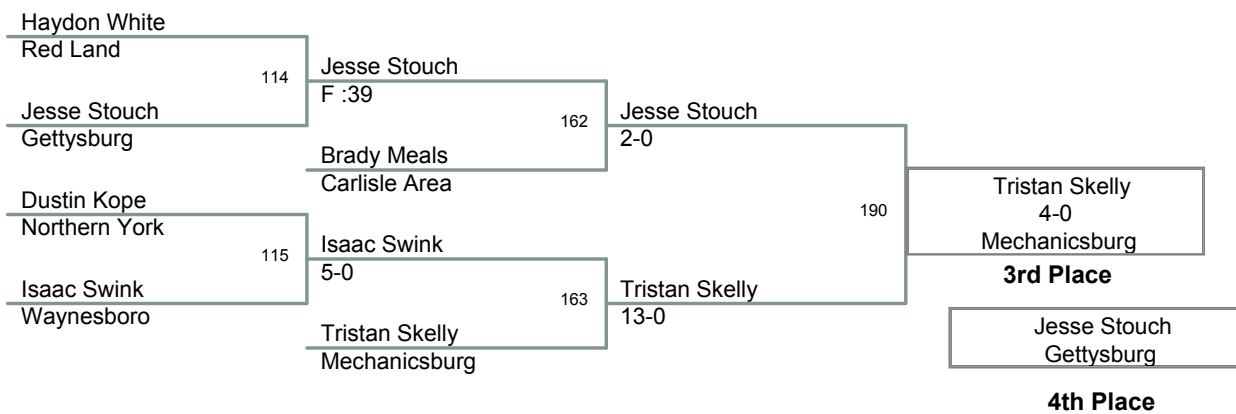 Haydon White
Red Land
114
Jesse Stouch
Gettysburg
Jesse Stouch
F :39
162
Brady Meals
Carlisle Area
Jesse Stouch
2-0
Dustin Kope
Northern York
115
Isaac Swink
Waynesboro
Isaac Swink
5-0
163
Tristan Skelly
Mechanicsburg
Tristan Skelly
13-0
190
Tristan Skelly
4-0
Mechanicsburg
3rd Place
Jesse Stouch
Gettysburg
4th Place